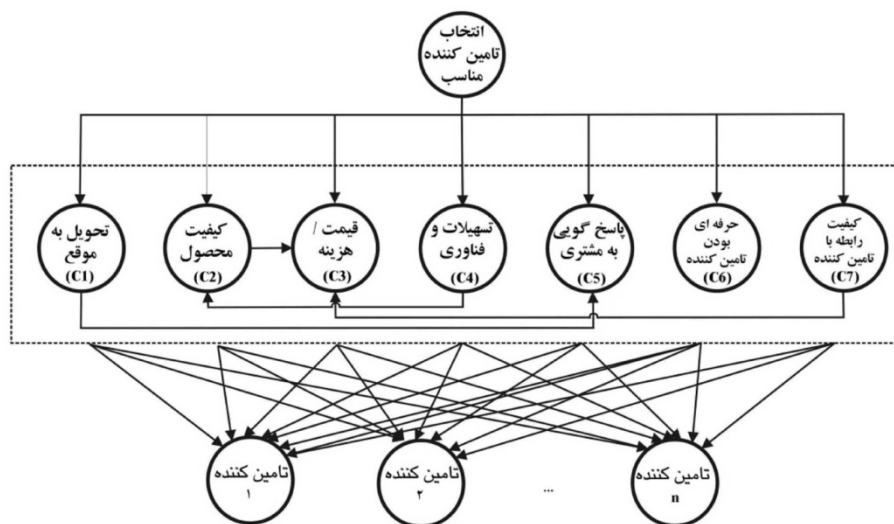 انتخاب
تامین کننده
مناسب
کیفیت
رابطه با
تامین کننده
(C7)
حرفه ای
بودن
تامین کننده
(C6)
پاسخ گویی
به مشتری
(C5)
تسهیلات و
فناوری
(C4)
قیمت /
هزینه
(C3)
کیفیت
محصول
(C2)
تحویل به
موقع
(C1)
تامین کننده
n
...
تامین کننده
۲
تامین کننده
۱